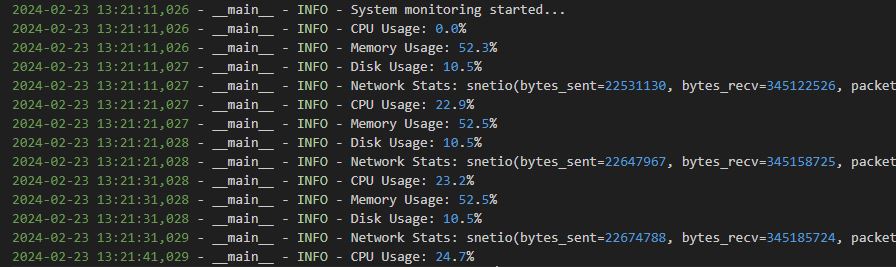 2024-02-23 13:21:11,026 - __main__ - INFO - System monitoring started...
2024-02-23 13:21:11,026 - __main__ - INFO - CPU Usage: 0.0%
2024-02-23 13:21:11,026 - __main__ - INFO - Memory Usage: 52.3%
2024-02-23 13:21:11,027 - __main__ - INFO - Disk Usage: 10.5%
2024-02-23 13:21:11,027 - __main__ - INFO - Network Stats: snetio(bytes_sent=22531130, bytes_recv=345122526, packet
2024-02-23 13:21:21,027 - __main__ - INFO - CPU Usage: 22.9%
2024-02-23 13:21:21,027 - __main__ - INFO - Memory Usage: 52.5%
2024-02-23 13:21:21,028 - __main__ - INFO - Disk Usage: 10.5%
2024-02-23 13:21:21,028 - __main__ - INFO - Network Stats: snetio(bytes_sent=22647967, bytes_recv=345158725, packet
2024-02-23 13:21:31,028 - __main__ - INFO - CPU Usage: 23.2%
2024-02-23 13:21:31,028 - __main__ - INFO - Memory Usage: 52.5%
2024-02-23 13:21:31,028 - __main__ - INFO - Disk Usage: 10.5%
2024-02-23 13:21:31,029 - __main__ - INFO - Network Stats: snetio(bytes_sent=22674788, bytes_recv=345185724, packet
2024-02-23 13:21:41,029 - __main__ - INFO - CPU Usage: 24.7%